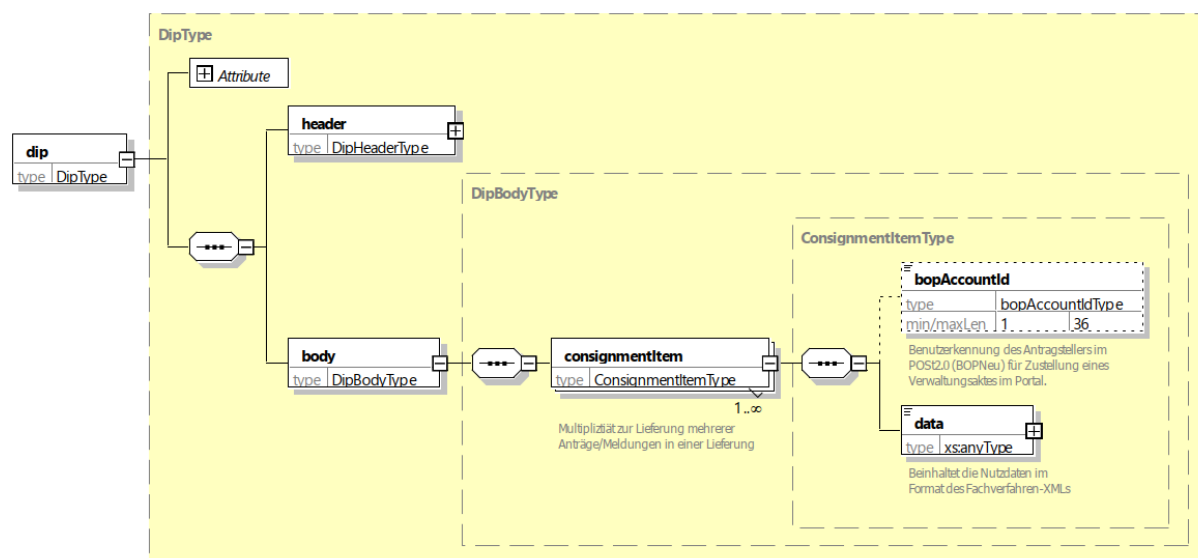 DipType
Attribute
header
type DipHeaderType
dip
type DipType
DipBodyType
ConsignmentItemType
bopAccountId
type bopAccountIdType
min/maxLen 1 36
Benutzerkennung des Antragstellers im
POSt2.0 (BOPNeu) für Zustellung eines
Verwaltungsaktes im Portal.
body
type DipBodyType
consignmentItem
type ConsignmentItemType
1..∞
Multipliztiät zur Lieferung mehrerer
Anträge/Meldungen in einer Lieferung
data
type xs:anyType
Beinhaltet die Nutzdaten im
Format des Fachverfahren-XMLs